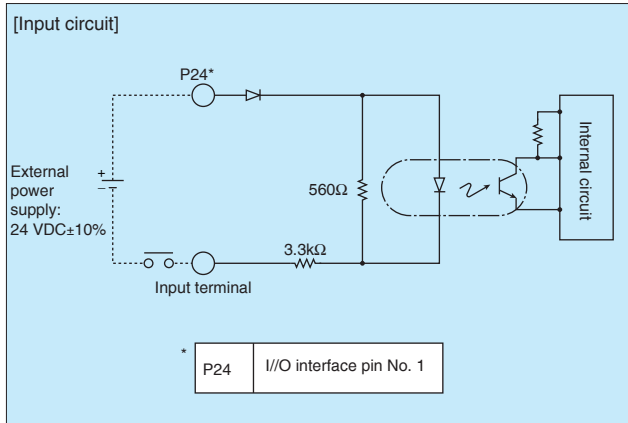 [Input circuit]
P24*
External
power
supply:
24 VDC±10%
+
−
560Ω
Internal circuit
3.3kΩ
Input terminal
*
P24 I//O interface pin No. 1